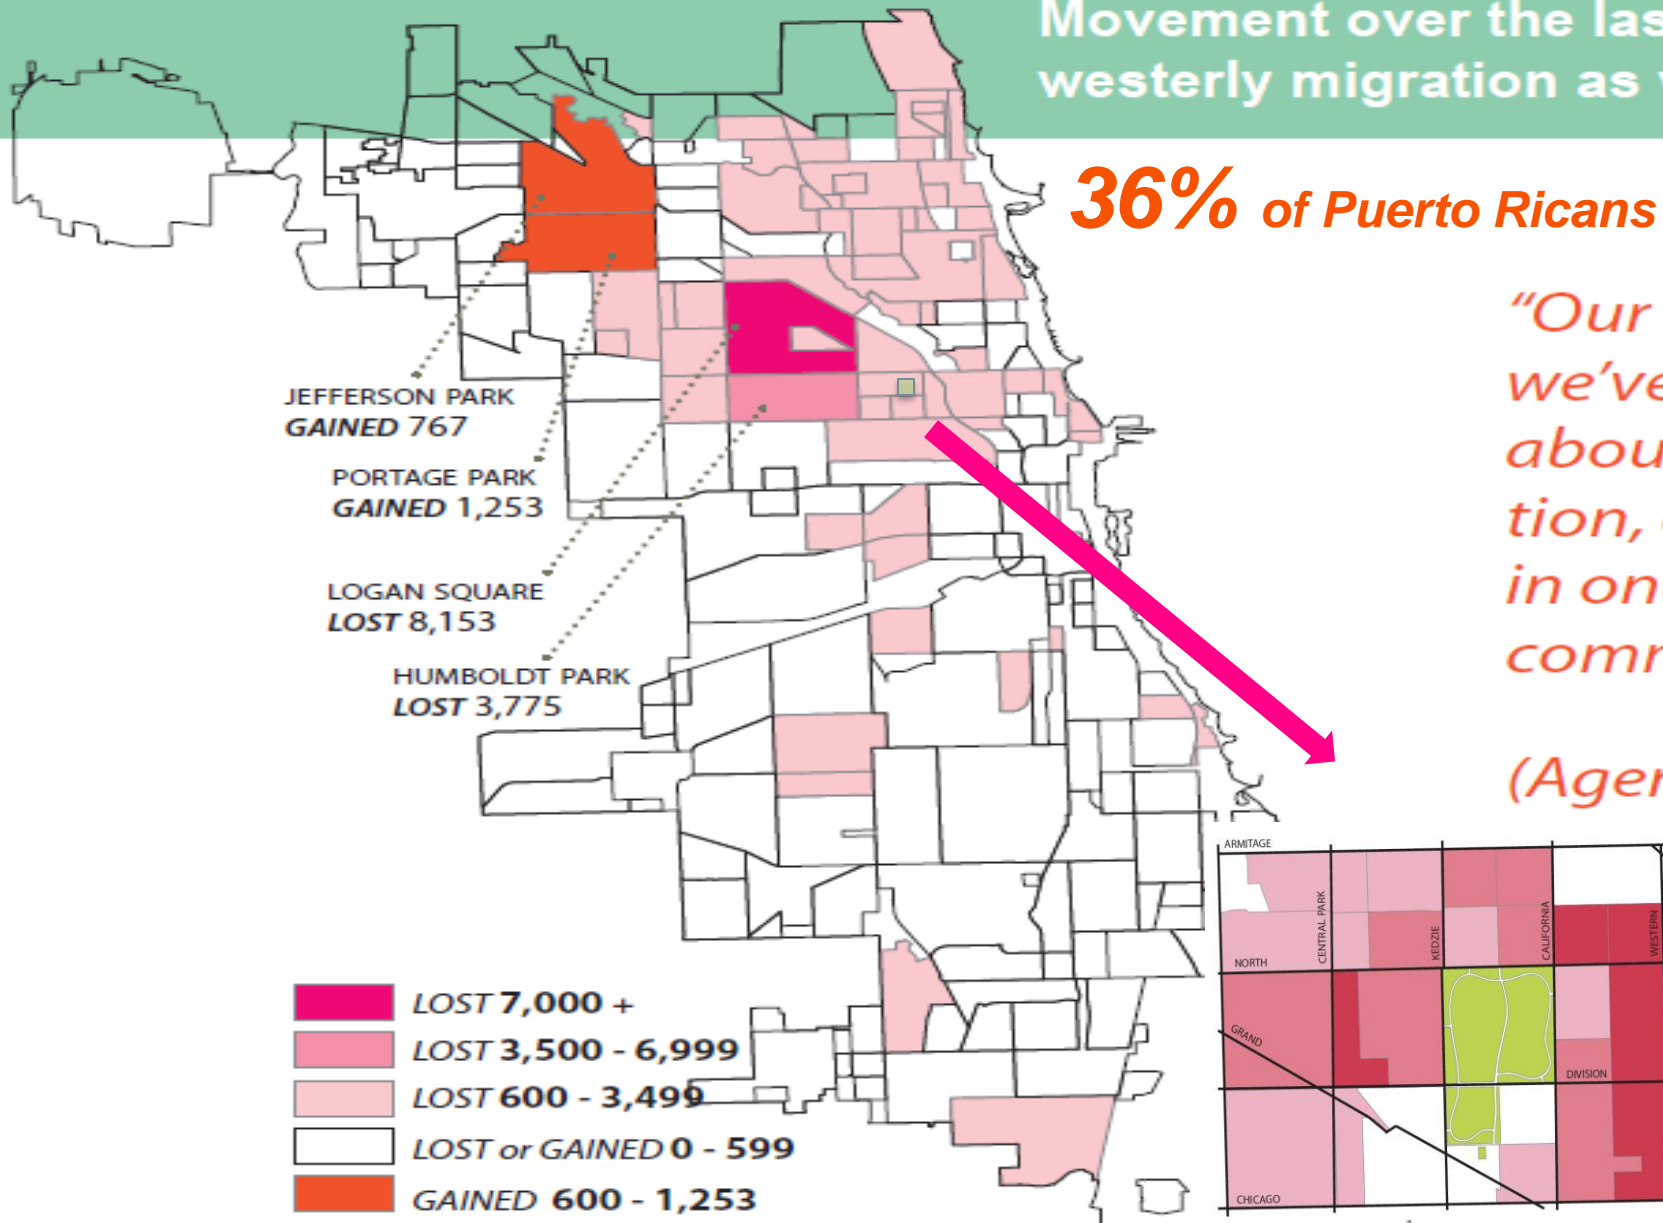 Movement over the las
westerly migration as
36% of Puerto Ricans
“Our
we’ve
abou
tion,
in on
comm
(Age
JEFFERSON PARK
GAINED 767
PORTAGE PARK
GAINED 1,253
LOGAN SQUARE
LOST 8,153
HUMBOLDT PARK
LOST 3,775
LOST 7,000 +
LOST 3,500 - 6,999
LOST 600 - 3,499
LOST or GAINED 0 - 599
GAINED 600 - 1,253
ARMITAGE
CENTRAL PARK
KEDZIE
CALIFORNIA
WESTERN
NORTH
GRAND
DIVISION
CHICAGO